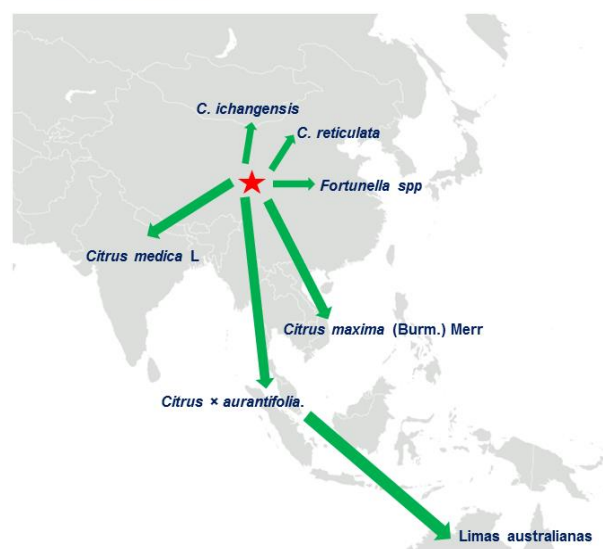 C. ichangensis
C. reticulata
Fortunella spp
Citrus medica L
Citrus maxima (Burm.) Merr
Citrus × aurantifolia.
Limas australianas